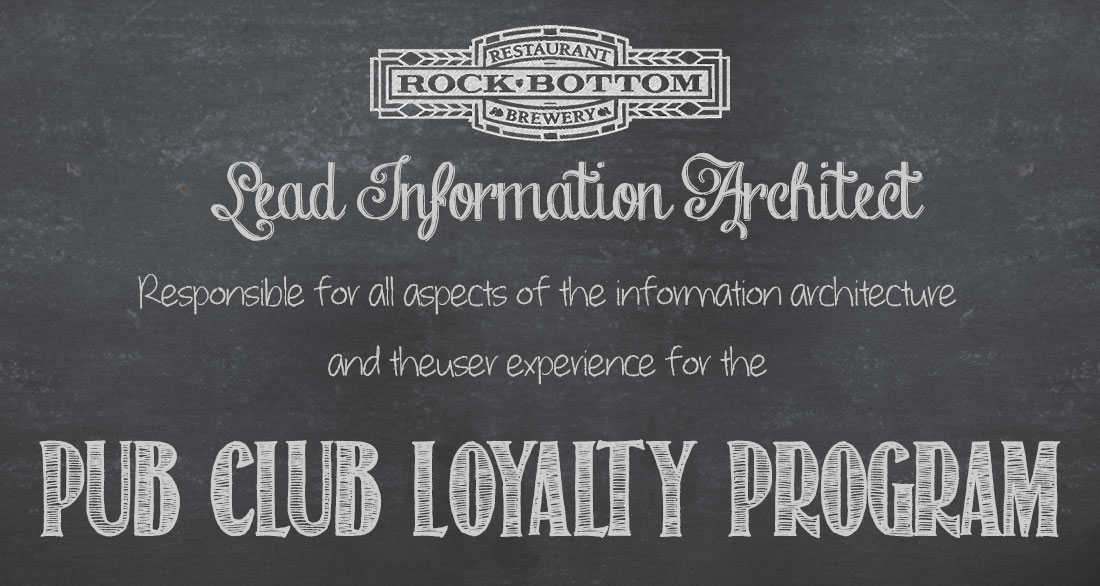 RESTAURANT
ROCK BOTTOM
BREWERY
Lead Information Architect
Responsible for all aspects of the information architecture
and theuser experience for the
PUB CLUB LOYALTY PROGRAM